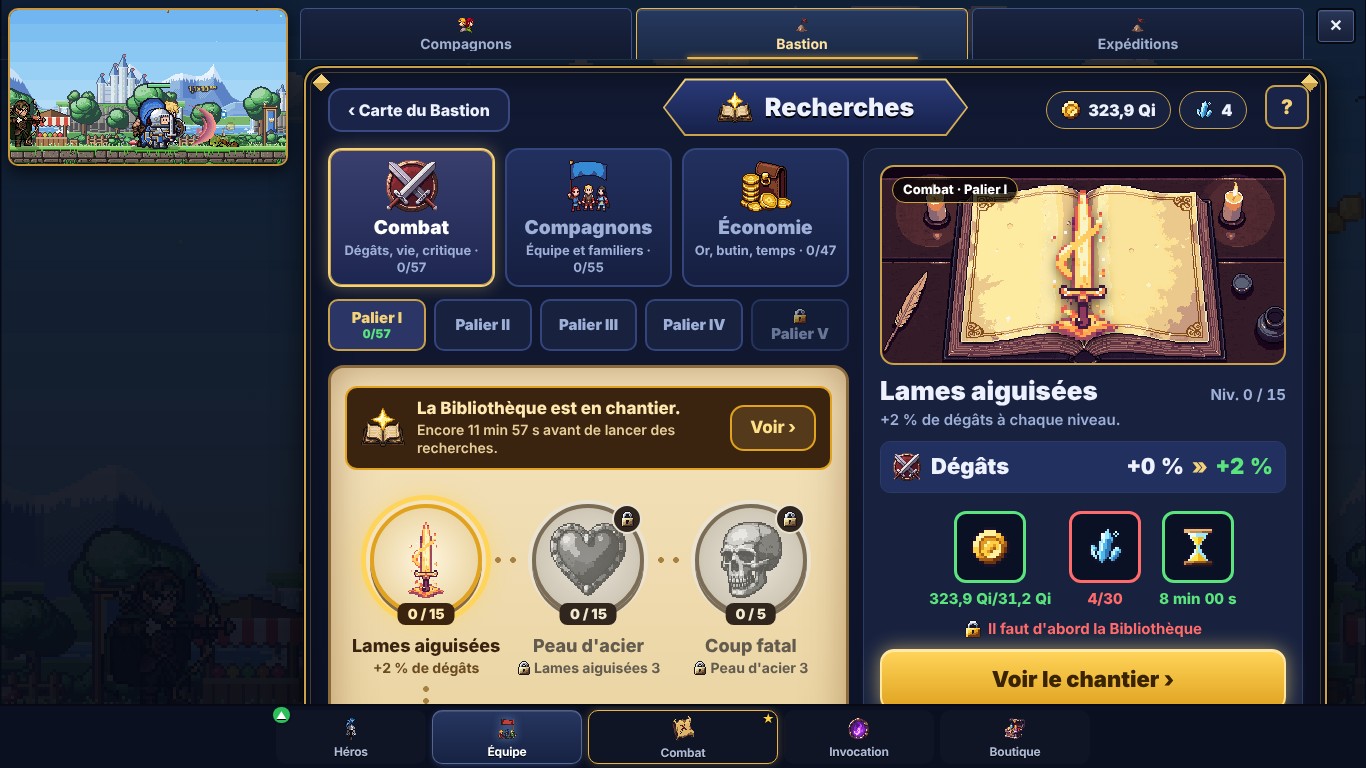 Compagnons
Bastion
Expéditions
×
‹ Carte du Bastion
Recherches
323,9 Qi
4
?
Combat
Dégâts, vie, critique ·
0/57
Compagnons
Équipe et familiers ·
0/55
Économie
Or, butin, temps · 0/47
Palier I
0/57
Palier II
Palier III
Palier IV
Palier V
La Bibliothèque est en chantier.
Encore 11 min 57 s avant de lancer des
recherches.
Voir ›
0 / 15
Lames aiguisées
+2 % de dégâts
0 / 15
Peau d'acier
Lames aiguisées 3
0 / 5
Coup fatal
Peau d'acier 3
Combat · Palier I
Lames aiguisées
Niv. 0 / 15
+2 % de dégâts à chaque niveau.
Dégâts
+0 % » +2 %
323,9 Qi/31,2 Qi
4/30
8 min 00 s
Il faut d'abord la Bibliothèque
Voir le chantier ›
Héros
Équipe
Combat
Invocation
Boutique